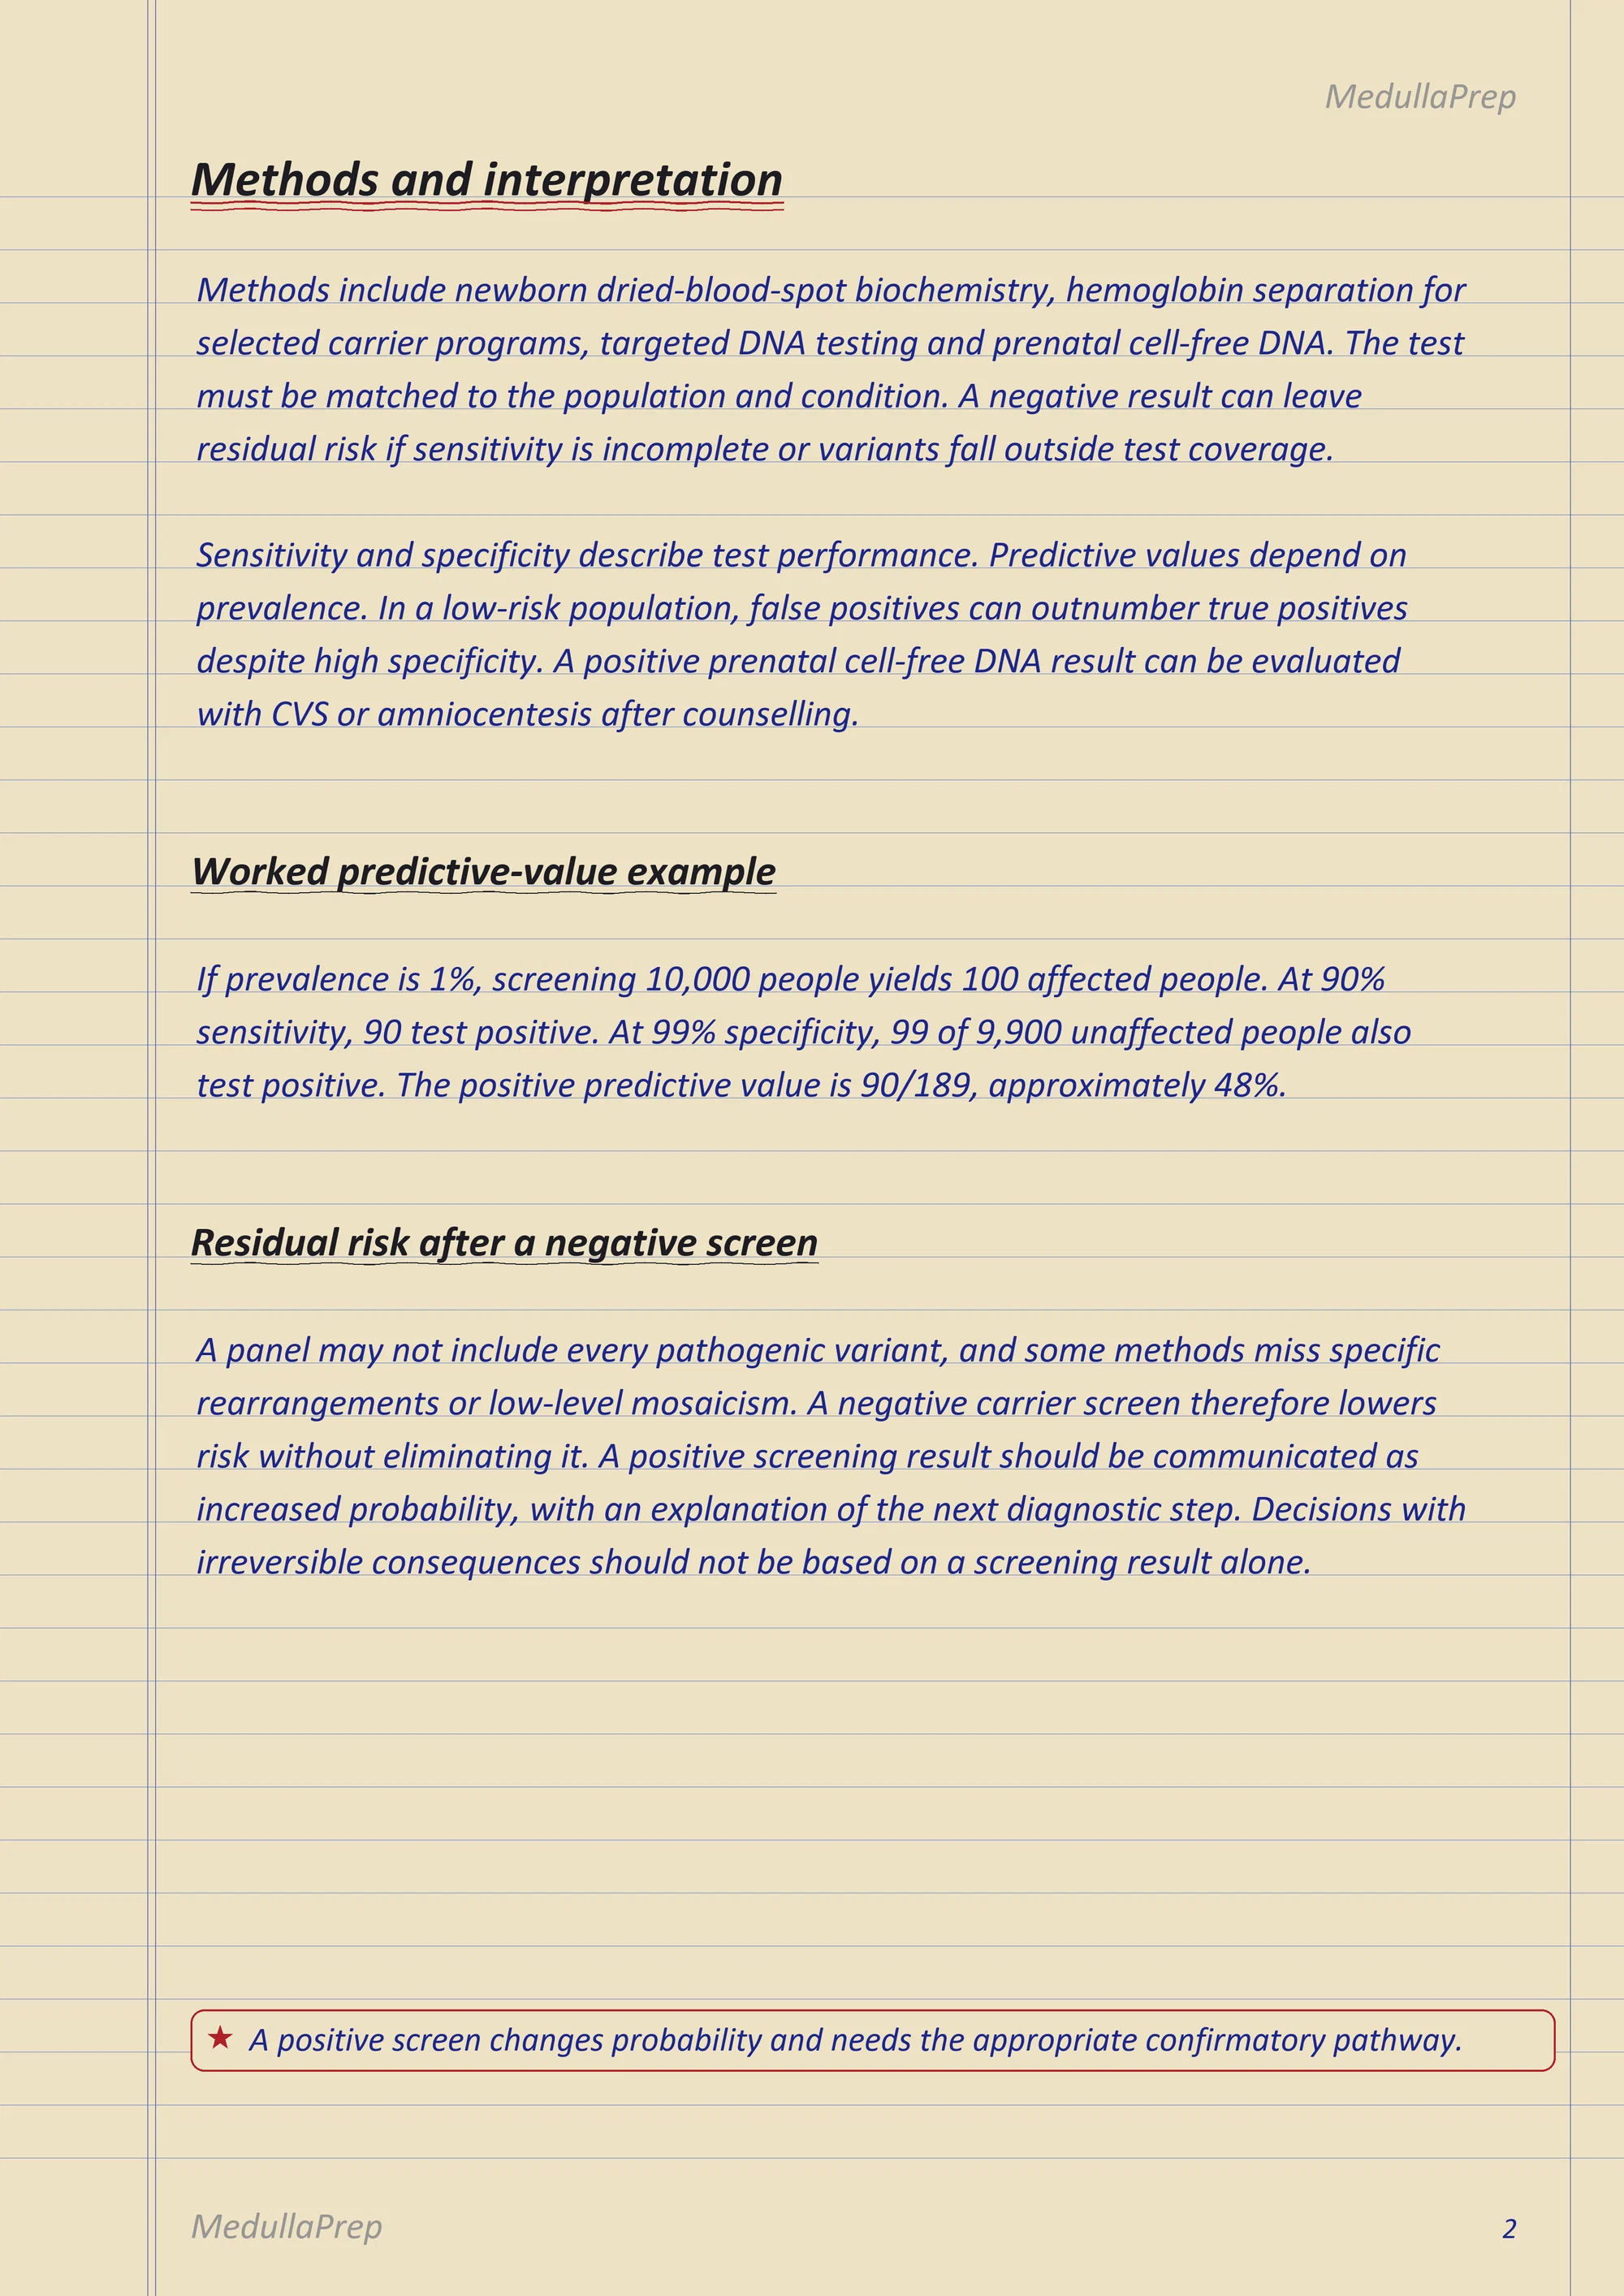 MedullaPrep
Methods and interpretation
Methods include newborn dried-blood-spot biochemistry, hemoglobin separation for
selected carrier programs, targeted DNA testing and prenatal cell-free DNA. The test
must be matched to the population and condition. A negative result can leave
residual risk if sensitivity is incomplete or variants fall outside test coverage.
Sensitivity and specificity describe test performance. Predictive values depend on
prevalence. In a low-risk population, false positives can outnumber true positives
despite high specificity. A positive prenatal cell-free DNA result can be evaluated
with CVS or amniocentesis after counselling.
Worked predictive-value example
If prevalence is 1%, screening 10,000 people yields 100 affected people. At 90%
sensitivity, 90 test positive. At 99% specificity, 99 of 9,900 unaffected people also
test positive. The positive predictive value is 90/189, approximately 48%.
Residual risk after a negative screen
A panel may not include every pathogenic variant, and some methods miss specific
rearrangements or low-level mosaicism. A negative carrier screen therefore lowers
risk without eliminating it. A positive screening result should be communicated as
increased probability, with an explanation of the next diagnostic step. Decisions with
irreversible consequences should not be based on a screening result alone.
★ A positive screen changes probability and needs the appropriate confirmatory pathway.
MedullaPrep
2